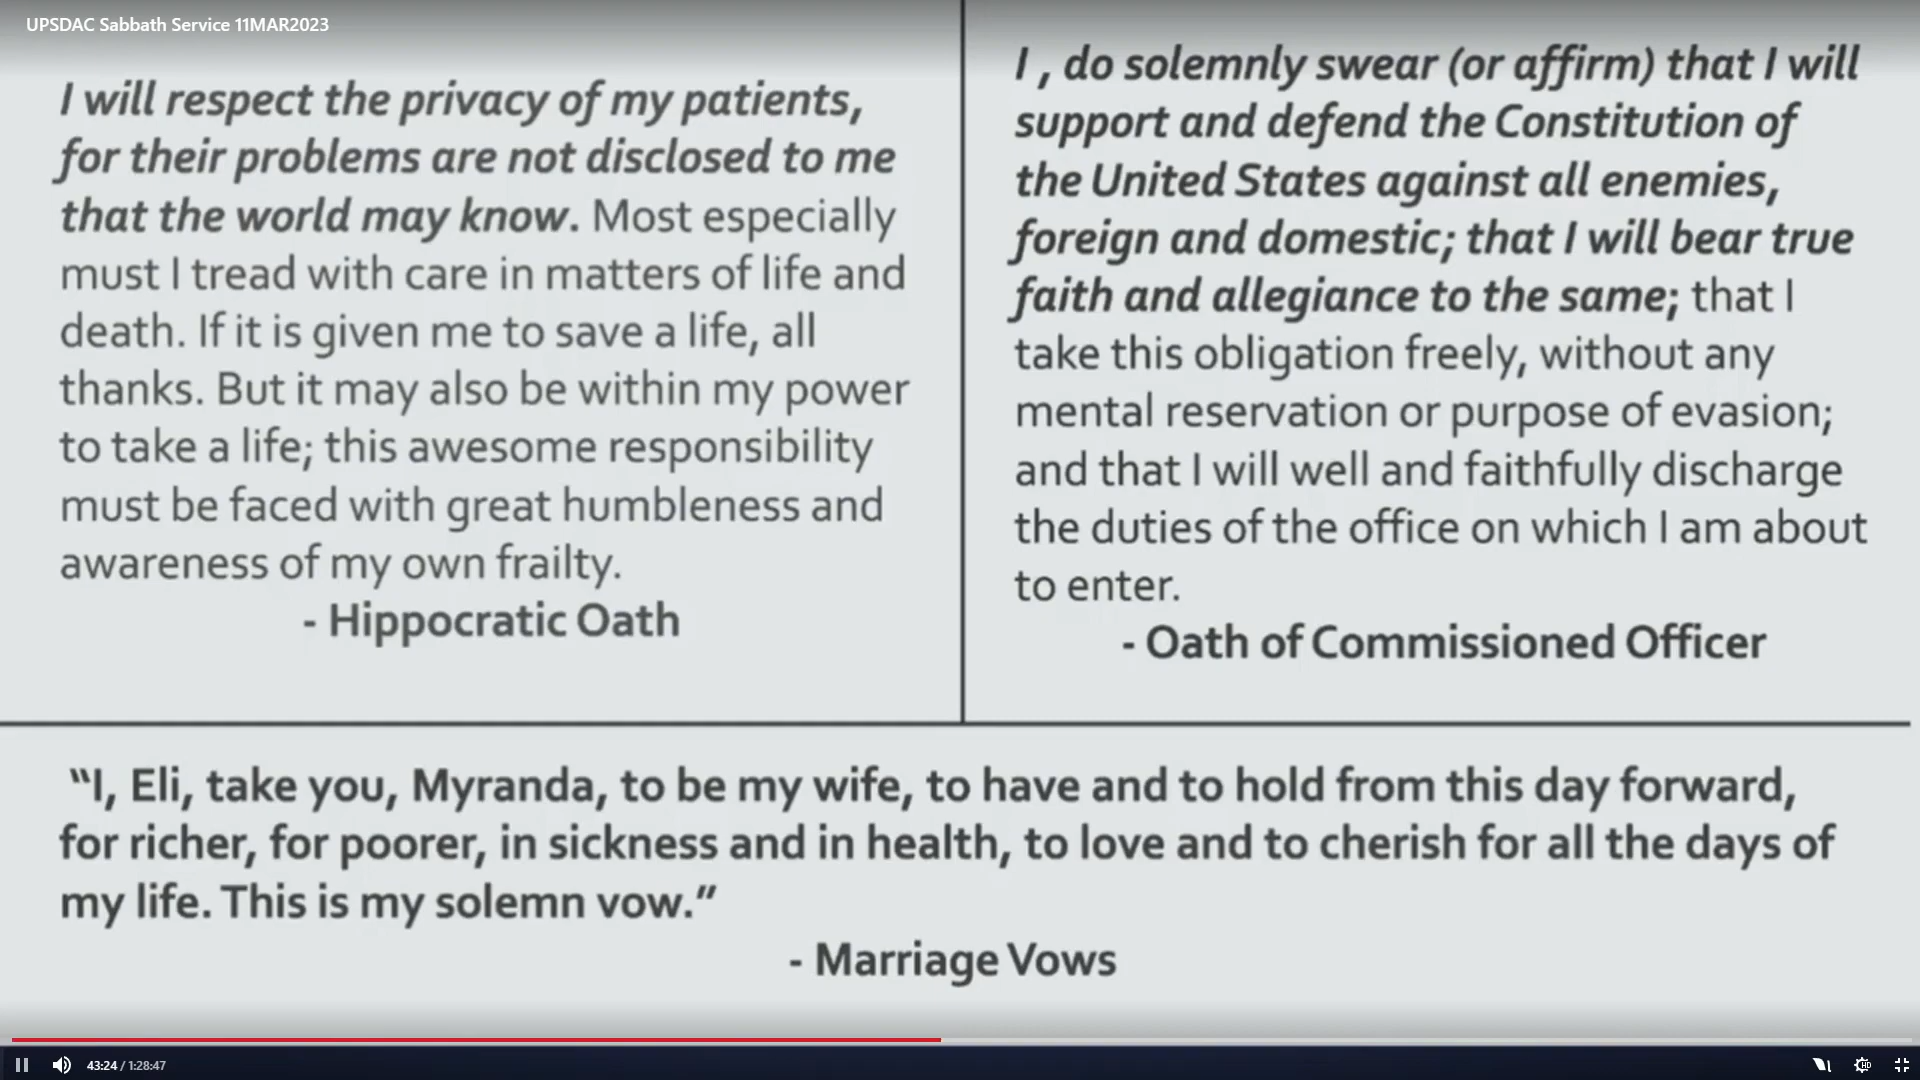 UPSDAC Sabbath Service 11MAR2023
I will respect the privacy of my patients,
for their problems are not disclosed to me
that the world may know. Most especially
must I tread with care in matters of life and
death. If it is given me to save a life, all
thanks. But it may also be within my power
to take a life; this awesome responsibility
must be faced with great humbleness and
awareness of my own frailty.
- Hippocratic Oath
I , do solemnly swear (or affirm) that I will
support and defend the Constitution of
the United States against all enemies,
foreign and domestic; that I will bear true
faith and allegiance to the same; that I
take this obligation freely, without any
mental reservation or purpose of evasion;
and that I will well and faithfully discharge
the duties of the office on which I am about
to enter.
- Oath of Commissioned Officer
“I, Eli, take you, Myranda, to be my wife, to have and to hold from this day forward,
for richer, for poorer, in sickness and in health, to love and to cherish for all the days of
my life. This is my solemn vow.”
- Marriage Vows
43:24 / 1:28:47
HD